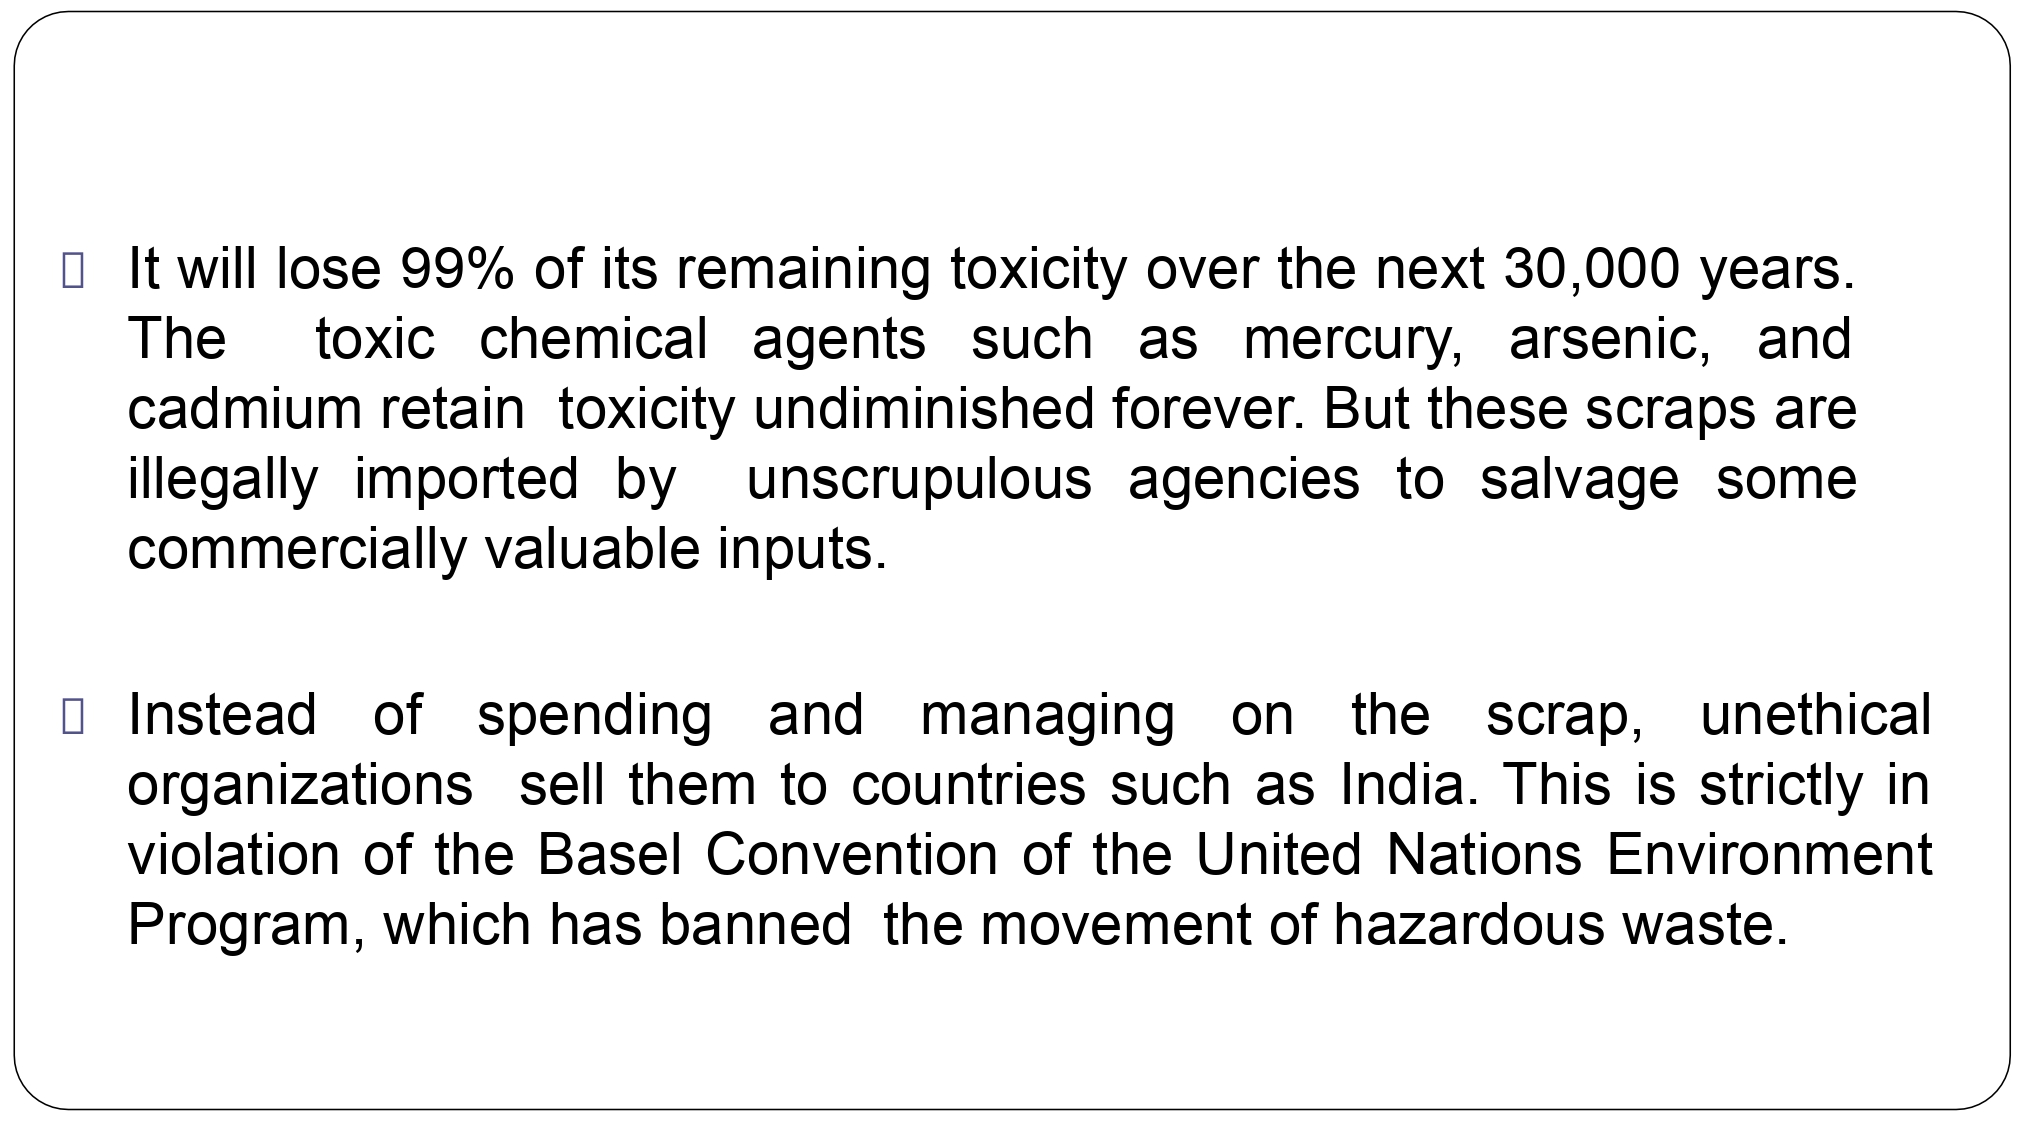 It will lose 99% of its remaining toxicity over the next 30,000 years.
The toxic chemical agents such as mercury, arsenic, and
cadmium retain toxicity undiminished forever. But these scraps are
illegally imported by unscrupulous agencies to salvage some
commercially valuable inputs.
Instead of spending and managing on the scrap, unethical
organizations sell them to countries such as India. This is strictly in
violation of the Basel Convention of the United Nations Environment
Program, which has banned the movement of hazardous waste.